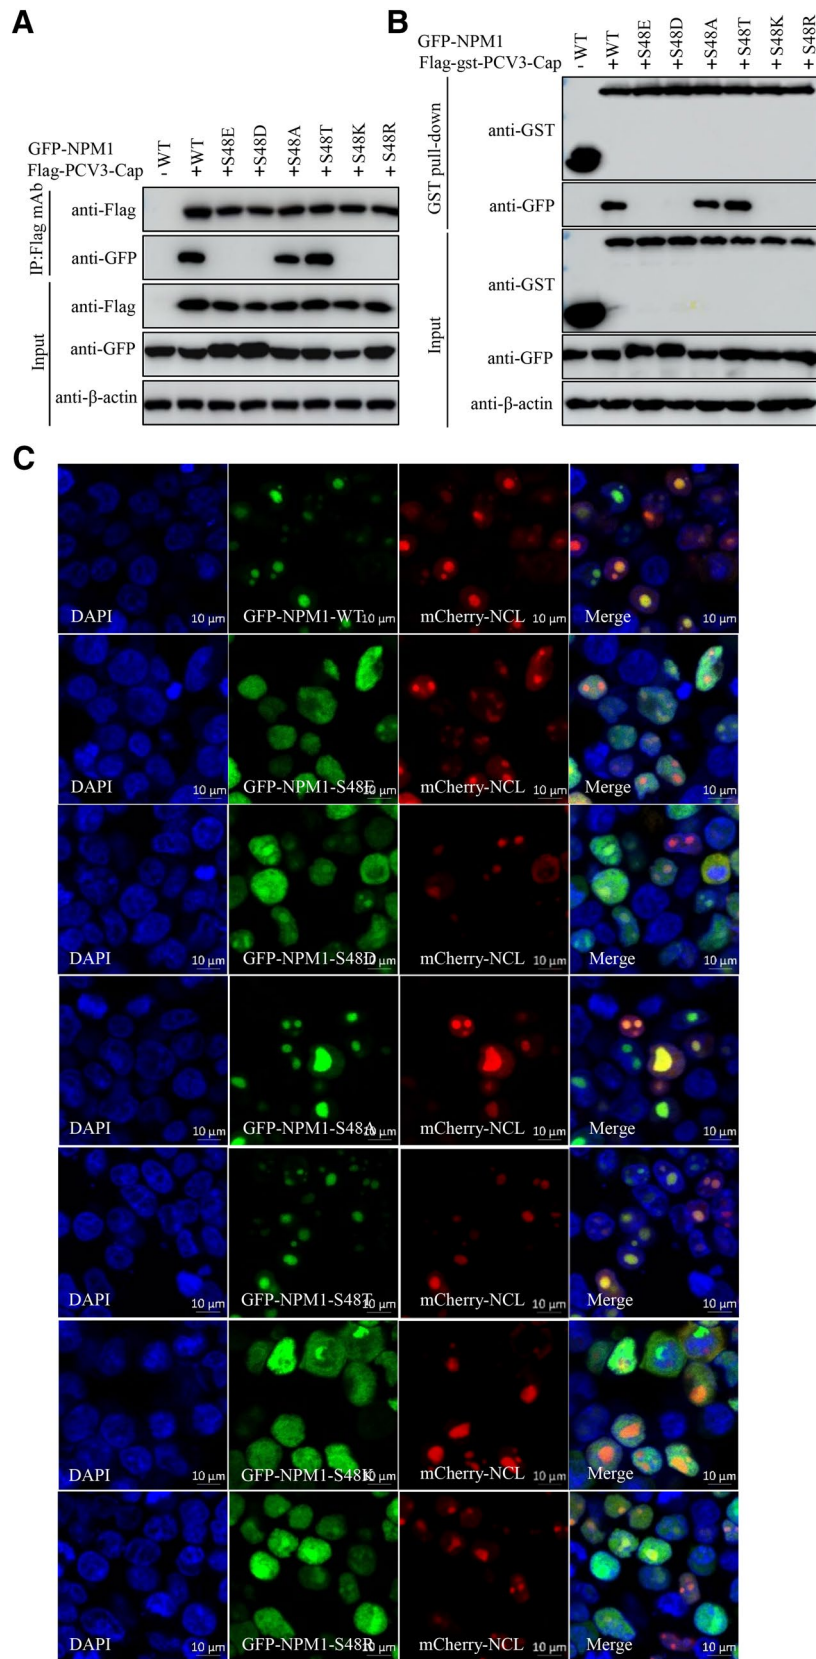 A
GFP-NPM1
Flag-PCV3-Cap
- WT
+WT
+S48E
+S48D
+S48A
+S48T
+S48K
+ S48R
IP:Flag mAb
anti-Flag
anti-GFP
Input
anti-Flag
anti-GFP
anti-β-actin
B
GFP-NPM1
Flag-gst-PCV3-Cap
- WT
+WT
+S48E
+S48D
+S48A
+S48T
+S48K
+ S48R
GST pull-down
anti-GST
anti-GFP
Input
anti-GST
anti-GFP
anti-β-actin
C
DAPI 10 µm GFP-NPM1-WT 10 µm mCherry-NCL 10 µm Merge 10 µm
DAPI 10 µm GFP-NPM1-S48E 10 µm mCherry-NCL 10 µm Merge 10 µm
DAPI 10 µm GFP-NPM1-S48D 10 µm mCherry-NCL 10 µm Merge 10 µm
DAPI 10 µm GFP-NPM1-S48A 10 µm mCherry-NCL 10 µm Merge 10 µm
DAPI 10 µm GFP-NPM1-S48T 10 µm mCherry-NCL 10 µm Merge 10 µm
DAPI 10 µm GFP-NPM1-S48K 10 µm mCherry-NCL 10 µm Merge 10 µm
DAPI 10 µm GFP-NPM1-S48R 10 µm mCherry-NCL 10 µm Merge 10 µm